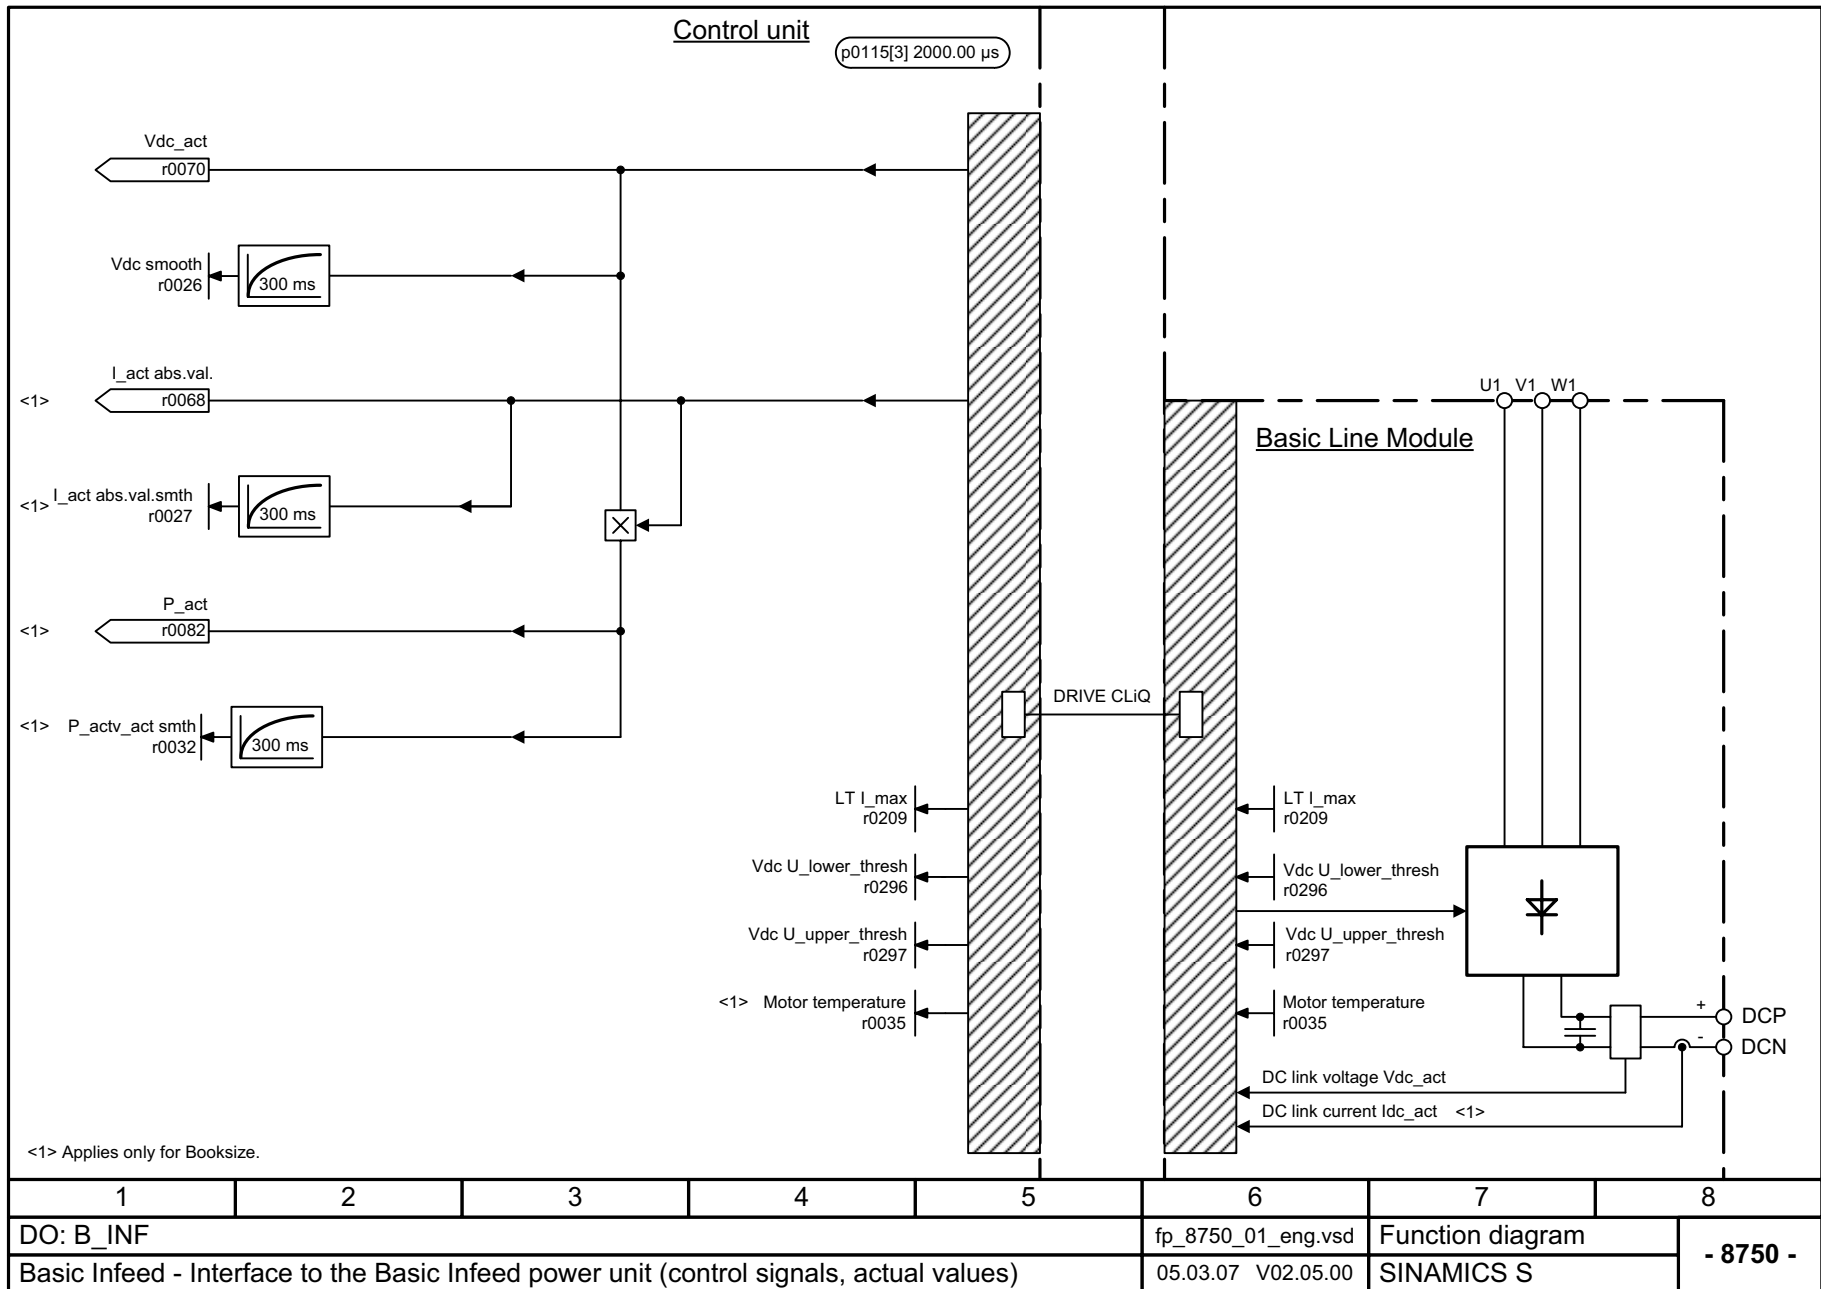 Control unit
p0115[3] 2000.00 µs
Vdc_act
r0070
Vdc smooth
r0026
300 ms
I_act abs.val.
<1>
r0068
<1> I_act abs.val.smth
r0027
300 ms
P_act
<1>
r0082
<1> P_actv_act smth
r0032
300 ms
DRIVE CLiQ
LT I_max
r0209
Vdc U_lower_thresh
r0296
Vdc U_upper_thresh
r0297
<1> Motor temperature
r0035
U1 V1 W1
Basic Line Module
LT I_max
r0209
Vdc U_lower_thresh
r0296
Vdc U_upper_thresh
r0297
Motor temperature
r0035
+
DCP
-
DCN
DC link voltage Vdc_act
DC link current Idc_act <1>
<1> Applies only for Booksize.
1 2 3 4 5 6 7 8
DO: B_INF
fp_8750_01_eng.vsd
Function diagram
- 8750 -
Basic Infeed - Interface to the Basic Infeed power unit (control signals, actual values)
05.03.07 V02.05.00
SINAMICS S